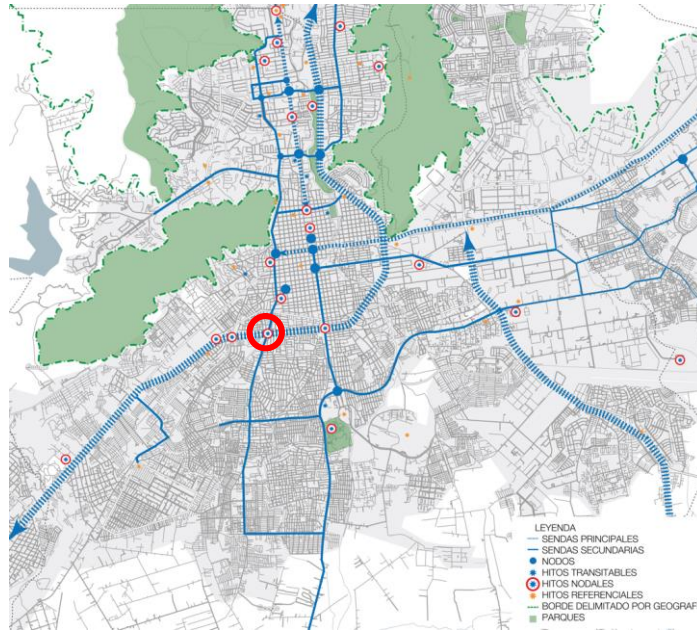 LEYENDA
SENDAS PRINCIPALES
SENDAS SECUNDARIAS
NODOS
HITOS TRANSITABLES
HITOS NODALES
HITOS REFERENCIALES
BORDE DELIMITADO POR GEOGRAF
PARQUES